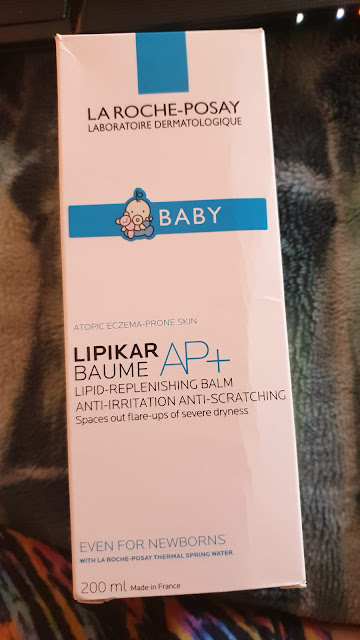 LA ROCHE-POSAY
LABORATOIRE DERMATOLOGIQUE
BABY
ATOPIC ECZEMA-PRONE SKIN
LIPIKAR
BAUME AP+
LIPID-REPLENISHING BALM
ANTI-IRRITATION ANTI-SCRATCHING
Spaces out flare-ups of severe dryness
EVEN FOR NEWBORNS
WITH LA ROCHE-POSAY THERMAL SPRING WATER
200 ml Made in France